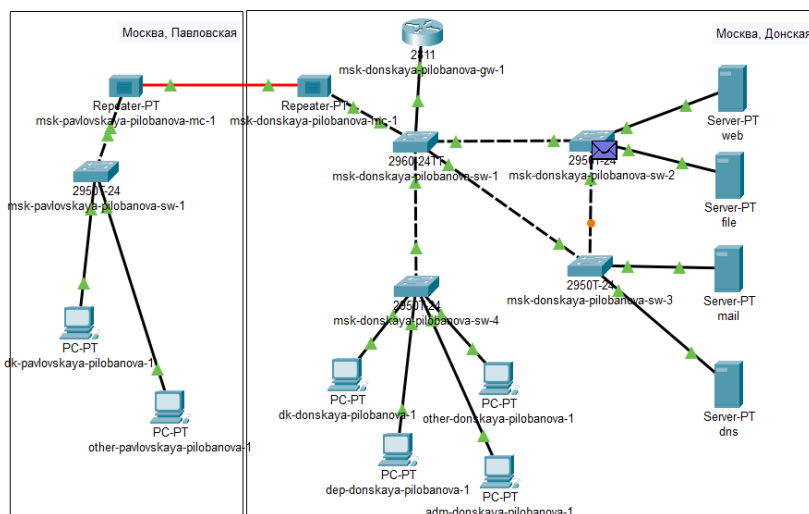 Москва, Павловская
Repeater-PT
msk-pavlovskaya-pilobanova-mc-1
2950T-24
msk-pavlovskaya-pilobanova-sw-1
PC-PT
dk-pavlovskaya-pilobanova-1
PC-PT
other-pavlovskaya-pilobanova-1
Москва, Донская
2811
msk-donskaya-pilobanova-gw-1
Repeater-PT
msk-donskaya-pilobanova-mc-1
2960-24TT
msk-donskaya-pilobanova-sw-1
2950T-24
msk-donskaya-pilobanova-sw-2
Server-PT
web
Server-PT
file
2950T-24
msk-donskaya-pilobanova-sw-3
Server-PT
mail
2950T-24
msk-donskaya-pilobanova-sw-4
PC-PT
dk-donskaya-pilobanova-1
PC-PT
other-donskaya-pilobanova-1
Server-PT
dns
PC-PT
dep-donskaya-pilobanova-1
PC-PT
adm-donskaya-pilobanova-1